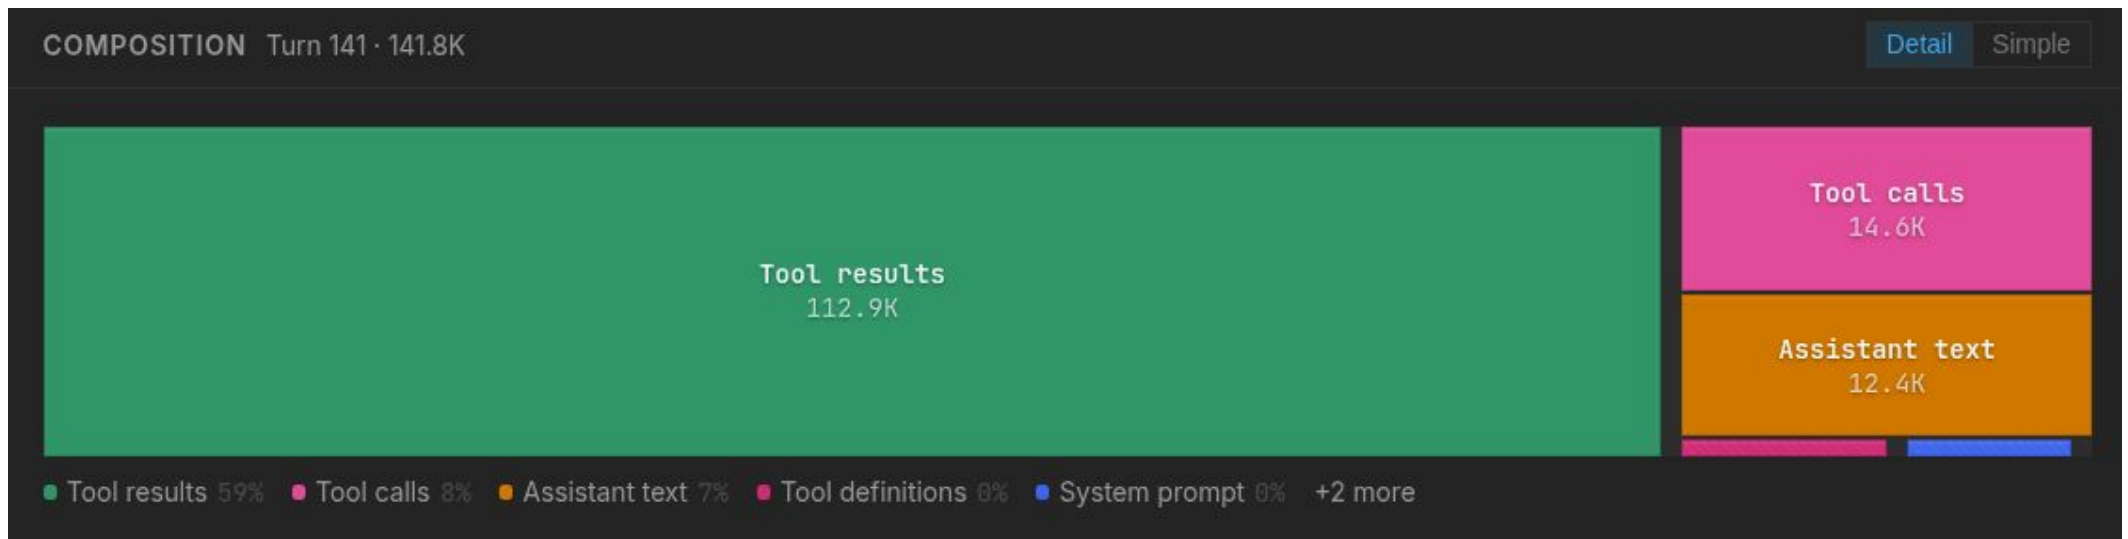 COMPOSITION Turn 141 · 141.8K
Detail Simple
Tool results
112.9K
Tool calls
14.6K
Assistant text
12.4K
Tool results 59% Tool calls 8% Assistant text 7% Tool definitions 0% System prompt 0% +2 more